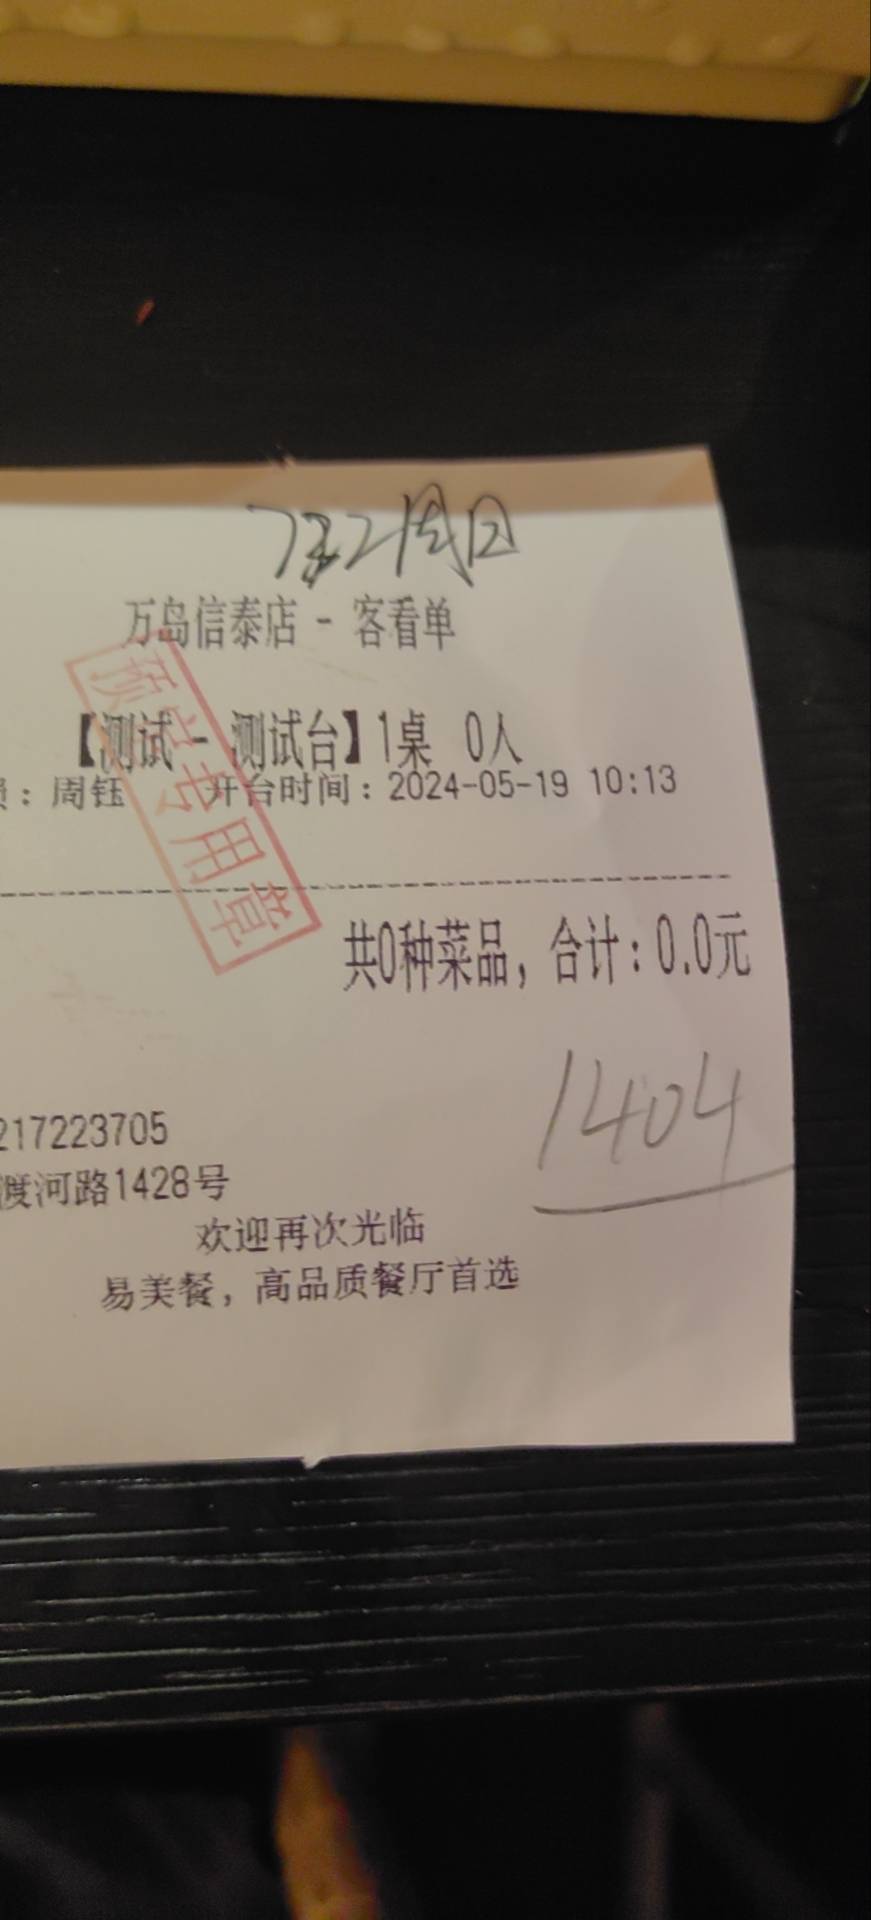 万岛信泰店 - 客看单
【测试 - 测试台】1桌 0人
员：周钰 开台时间：2024-05-19 10:13
专用章
共0种菜品，合计：0.0元
1404
217223705
渡河路1428号
欢迎再次光临
易美餐，高品质餐厅首选